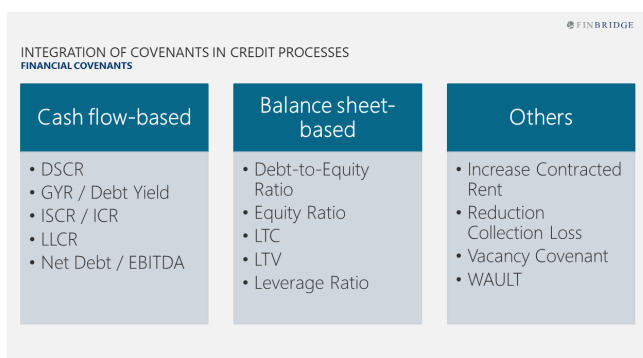 FINBRIDGE
INTEGRATION OF COVENANTS IN CREDIT PROCESSES
FINANCIAL COVENANTS
Cash flow-based
• DSCR
• GYR / Debt Yield
• ISCR / ICR
• LLCR
• Net Debt / EBITDA
Balance sheet-
based
• Debt-to-Equity
Ratio
• Equity Ratio
• LTC
• LTV
• Leverage Ratio
Others
• Increase Contracted
Rent
• Reduction
Collection Loss
• Vacancy Covenant
• WAULT